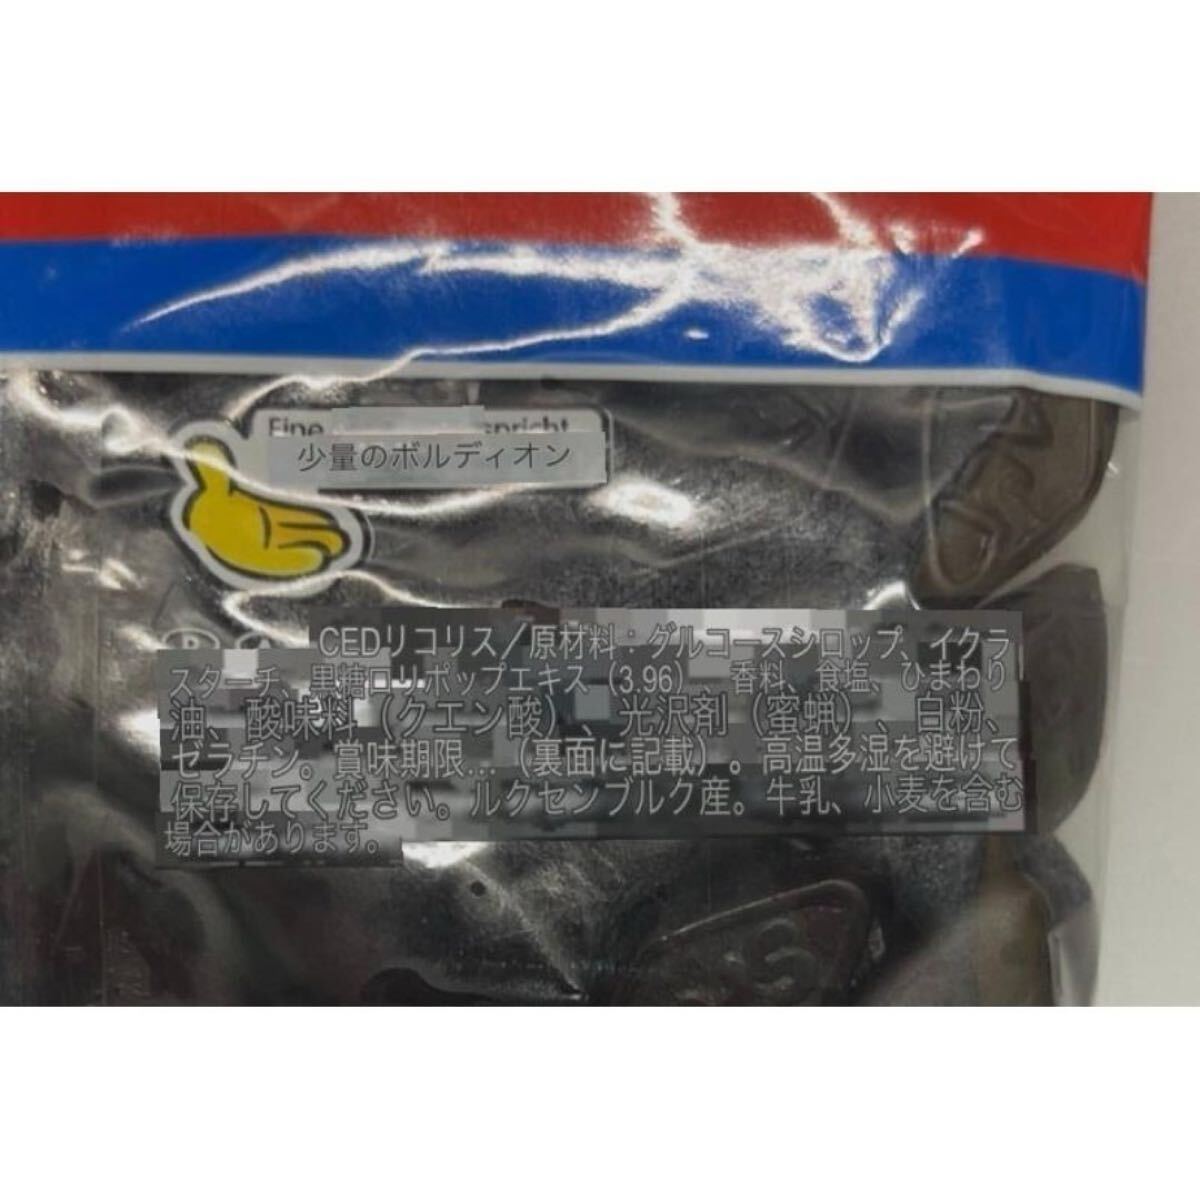 Eine spricht
少量のボルディオン
CEDリコリス/原材料:グルコースシロップ、イクラ
スターチ、黒糖ロリポップエキス(3.96) 香料、食塩、ひまわり
油、酸味料(クエン酸)、光沢剤(蜜蝋)、白粉、
ゼラチン。賞味期限...(裏面に記載)。高温多湿を避けて
保存してください。ルクセンブルク産。牛乳、小麦を含む
場合があります。